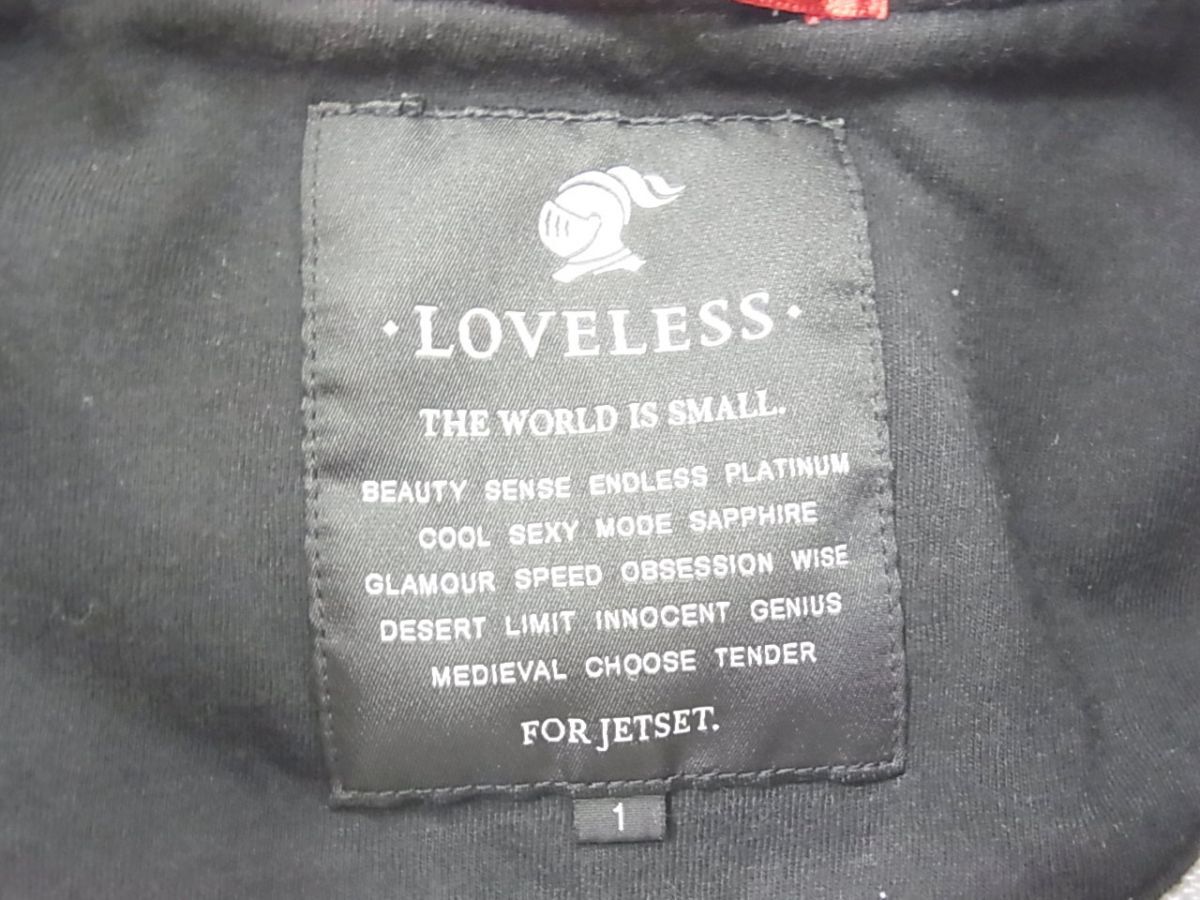 · LOVELESS ·
THE WORLD IS SMALL.
BEAUTY SENSE ENDLESS PLATINUM
COOL SEXY MODE SAPPHIRE
GLAMOUR SPEED OBSESSION WISE
DESERT LIMIT INNOCENT GENIUS
MEDIEVAL CHOOSE TENDER
FOR JETSET.
1